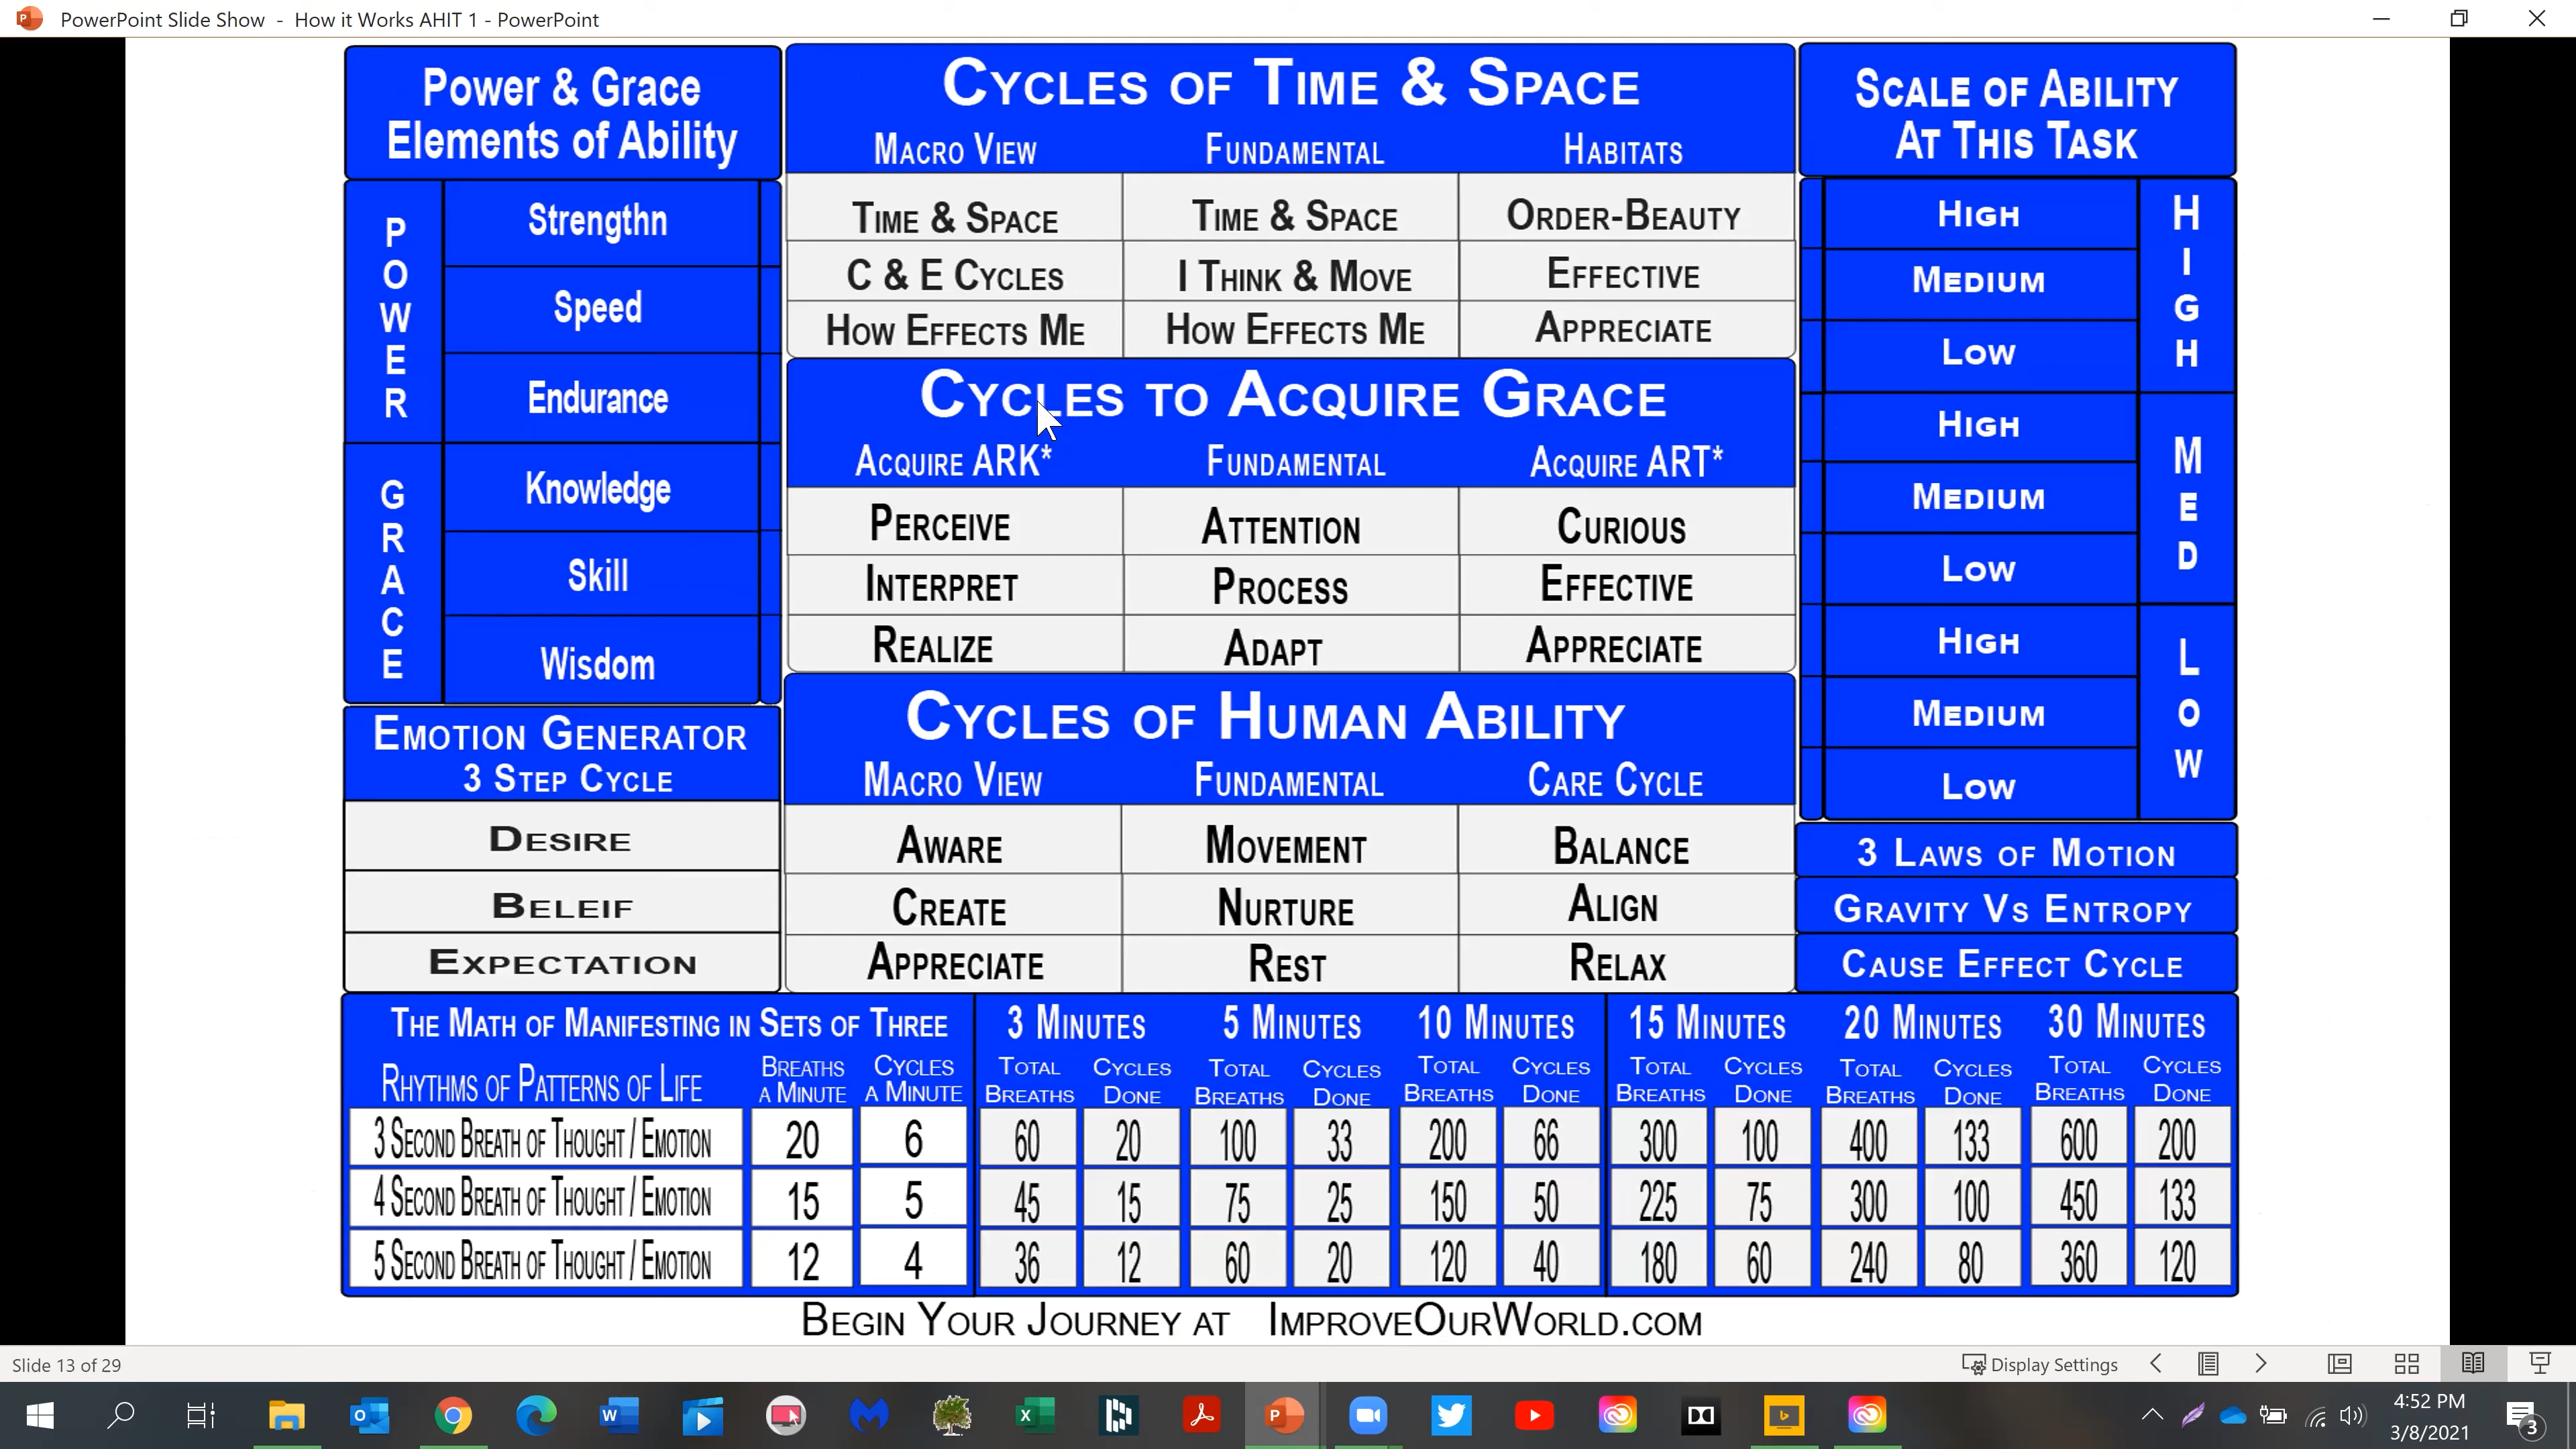 PowerPoint Slide Show - How it Works AHIT 1 - PowerPoint
Power & Grace
Elements of Ability
POWER
Strengthn
Speed
Endurance
GRACE
Knowledge
Skill
Wisdom
EMOTION GENERATOR
3 STEP CYCLE
DESIRE
BELEIF
EXPECTATION
CYCLES OF TIME & SPACE
MACRO VIEW FUNDAMENTAL HABITATS
TIME & SPACE TIME & SPACE ORDER-BEAUTY
C & E CYCLES I THINK & MOVE EFFECTIVE
HOW EFFECTS ME HOW EFFECTS ME APPRECIATE
CYCLES TO ACQUIRE GRACE
ACQUIRE ARK* FUNDAMENTAL ACQUIRE ART*
PERCEIVE ATTENTION CURIOUS
INTERPRET PROCESS EFFECTIVE
REALIZE ADAPT APPRECIATE
CYCLES OF HUMAN ABILITY
MACRO VIEW FUNDAMENTAL CARE CYCLE
AWARE MOVEMENT BALANCE
CREATE NURTURE ALIGN
APPRECIATE REST RELAX
SCALE OF ABILITY
AT THIS TASK
HIGH
HIGH
MEDIUM
LOW
MED
HIGH
MEDIUM
LOW
LOW
HIGH
MEDIUM
LOW
3 LAWS OF MOTION
GRAVITY VS ENTROPY
CAUSE EFFECT CYCLE
THE MATH OF MANIFESTING IN SETS OF THREE 3 MINUTES 5 MINUTES 10 MINUTES 15 MINUTES 20 MINUTES 30 MINUTES
RHYTHMS OF PATTERNS OF LIFE BREATHS A MINUTE CYCLES A MINUTE TOTAL BREATHS CYCLES DONE TOTAL BREATHS CYCLES DONE TOTAL BREATHS CYCLES DONE TOTAL BREATHS CYCLES DONE TOTAL BREATHS CYCLES DONE TOTAL BREATHS CYCLES DONE
3 SECOND BREATH OF THOUGHT / EMOTION 20 6 60 20 100 33 200 66 300 100 400 133 600 200
4 SECOND BREATH OF THOUGHT / EMOTION 15 5 45 15 75 25 150 50 225 75 300 100 450 133
5 SECOND BREATH OF THOUGHT / EMOTION 12 4 36 12 60 20 120 40 180 60 240 80 360 120
BEGIN YOUR JOURNEY AT IMPROVEOURWORLD.COM
Slide 13 of 29
Display Settings
4:52 PM
3/8/2021
3